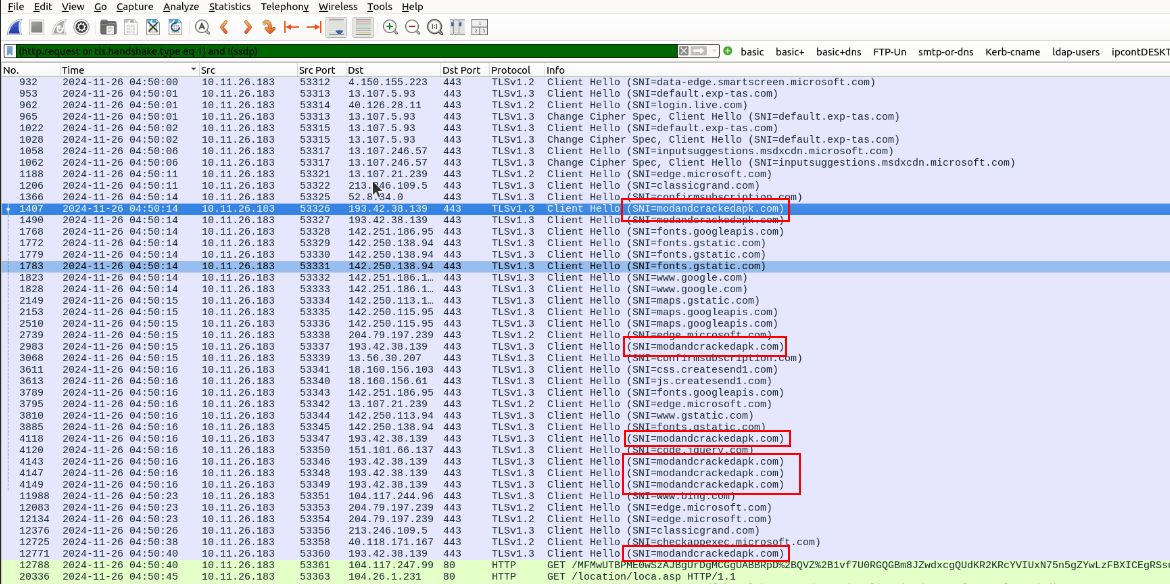 File Edit View Go Capture Analyze Statistics Telephony Wireless Tools Help
(http.request or tls.handshake.type eq 1) and !(ssdp) basic basic+ basic+dns FTP-Un smtp-or-dns Kerb-cname ldap-users ipcontDESKT
No. Time Src Src Port Dst Dst Port Protocol Info
932 2024-11-26 04:50:00 10.11.26.183 53312 4.150.155.223 443 TLSv1.2 Client Hello (SNI=data-edge.smartscreen.microsoft.com)
953 2024-11-26 04:50:01 10.11.26.183 53313 13.107.5.93 443 TLSv1.3 Client Hello (SNI=default.exp-tas.com)
962 2024-11-26 04:50:01 10.11.26.183 53314 40.126.28.11 443 TLSv1.2 Client Hello (SNI=login.live.com)
965 2024-11-26 04:50:01 10.11.26.183 53313 13.107.5.93 443 TLSv1.3 Change Cipher Spec, Client Hello (SNI=default.exp-tas.com)
1022 2024-11-26 04:50:02 10.11.26.183 53315 13.107.5.93 443 TLSv1.3 Client Hello (SNI=default.exp-tas.com)
1028 2024-11-26 04:50:02 10.11.26.183 53315 13.107.5.93 443 TLSv1.3 Change Cipher Spec, Client Hello (SNI=default.exp-tas.com)
1058 2024-11-26 04:50:06 10.11.26.183 53317 13.107.246.57 443 TLSv1.3 Client Hello (SNI=inputsuggestions.msdxcdn.microsoft.com)
1062 2024-11-26 04:50:06 10.11.26.183 53317 13.107.246.57 443 TLSv1.3 Change Cipher Spec, Client Hello (SNI=inputsuggestions.msdxcdn.microsoft.com)
1188 2024-11-26 04:50:11 10.11.26.183 53321 13.107.21.239 443 TLSv1.3 Client Hello (SNI=edge.microsoft.com)
1206 2024-11-26 04:50:11 10.11.26.183 53322 213.246.109.5 443 TLSv1.3 Client Hello (SNI=classicgrand.com)
1366 2024-11-26 04:50:14 10.11.26.183 53325 52.8.34.0 443 TLSv1.3 Client Hello (SNI=confirmsubscription.com)
1407 2024-11-26 04:50:14 10.11.26.183 53326 193.42.38.139 443 TLSv1.3 Client Hello (SNI=modandcrackedapk.com)
1490 2024-11-26 04:50:14 10.11.26.183 53327 193.42.38.139 443 TLSv1.3 Client Hello (SNI=modandcrackedapk.com)
1768 2024-11-26 04:50:14 10.11.26.183 53328 142.251.186.95 443 TLSv1.3 Client Hello (SNI=fonts.googleapis.com)
1772 2024-11-26 04:50:14 10.11.26.183 53329 142.250.138.94 443 TLSv1.3 Client Hello (SNI=fonts.gstatic.com)
1779 2024-11-26 04:50:14 10.11.26.183 53330 142.250.138.94 443 TLSv1.3 Client Hello (SNI=fonts.gstatic.com)
1783 2024-11-26 04:50:14 10.11.26.183 53331 142.250.138.94 443 TLSv1.3 Client Hello (SNI=fonts.gstatic.com)
1823 2024-11-26 04:50:14 10.11.26.183 53332 142.251.186.1… 443 TLSv1.3 Client Hello (SNI=www.google.com)
1828 2024-11-26 04:50:14 10.11.26.183 53333 142.251.186.1… 443 TLSv1.3 Client Hello (SNI=www.google.com)
2149 2024-11-26 04:50:15 10.11.26.183 53334 142.250.113.1… 443 TLSv1.3 Client Hello (SNI=maps.gstatic.com)
2153 2024-11-26 04:50:15 10.11.26.183 53335 142.250.115.95 443 TLSv1.3 Client Hello (SNI=maps.googleapis.com)
2510 2024-11-26 04:50:15 10.11.26.183 53336 142.250.115.95 443 TLSv1.3 Client Hello (SNI=maps.googleapis.com)
2739 2024-11-26 04:50:15 10.11.26.183 53338 204.79.197.239 443 TLSv1.2 Client Hello (SNI=edge.microsoft.com)
2983 2024-11-26 04:50:15 10.11.26.183 53337 193.42.38.139 443 TLSv1.3 Client Hello (SNI=modandcrackedapk.com)
3068 2024-11-26 04:50:15 10.11.26.183 53339 13.56.30.207 443 TLSv1.3 Client Hello (SNI=confirmsubscription.com)
3611 2024-11-26 04:50:16 10.11.26.183 53341 18.160.156.103 443 TLSv1.3 Client Hello (SNI=css.createsend1.com)
3613 2024-11-26 04:50:16 10.11.26.183 53340 18.160.156.61 443 TLSv1.3 Client Hello (SNI=js.createsend1.com)
3789 2024-11-26 04:50:16 10.11.26.183 53343 142.251.186.95 443 TLSv1.3 Client Hello (SNI=fonts.googleapis.com)
3795 2024-11-26 04:50:16 10.11.26.183 53342 13.107.21.239 443 TLSv1.2 Client Hello (SNI=edge.microsoft.com)
3810 2024-11-26 04:50:16 10.11.26.183 53344 142.250.113.94 443 TLSv1.3 Client Hello (SNI=www.gstatic.com)
3885 2024-11-26 04:50:16 10.11.26.183 53345 142.250.138.94 443 TLSv1.3 Client Hello (SNI=fonts.gstatic.com)
4118 2024-11-26 04:50:16 10.11.26.183 53347 193.42.38.139 443 TLSv1.3 Client Hello (SNI=modandcrackedapk.com)
4120 2024-11-26 04:50:16 10.11.26.183 53350 151.101.66.137 443 TLSv1.3 Client Hello (SNI=code.jquery.com)
4143 2024-11-26 04:50:16 10.11.26.183 53346 193.42.38.139 443 TLSv1.3 Client Hello (SNI=modandcrackedapk.com)
4147 2024-11-26 04:50:16 10.11.26.183 53348 193.42.38.139 443 TLSv1.3 Client Hello (SNI=modandcrackedapk.com)
4149 2024-11-26 04:50:16 10.11.26.183 53349 193.42.38.139 443 TLSv1.3 Client Hello (SNI=modandcrackedapk.com)
11988 2024-11-26 04:50:23 10.11.26.183 53351 104.117.244.96 443 TLSv1.3 Client Hello (SNI=www.bing.com)
12083 2024-11-26 04:50:23 10.11.26.183 53353 204.79.197.239 443 TLSv1.2 Client Hello (SNI=edge.microsoft.com)
12134 2024-11-26 04:50:23 10.11.26.183 53354 204.79.197.239 443 TLSv1.2 Client Hello (SNI=edge.microsoft.com)
12376 2024-11-26 04:50:26 10.11.26.183 53356 213.246.109.5 443 TLSv1.3 Client Hello (SNI=classicgrand.com)
12725 2024-11-26 04:50:38 10.11.26.183 53358 40.118.171.167 443 TLSv1.2 Client Hello (SNI=checkappexec.microsoft.com)
12771 2024-11-26 04:50:40 10.11.26.183 53360 193.42.38.139 443 TLSv1.3 Client Hello (SNI=modandcrackedapk.com)
12788 2024-11-26 04:50:40 10.11.26.183 53361 104.117.247.99 80 HTTP GET
20336 2024-11-26 04:50:45 10.11.26.183 53363 104.26.1.231 80 HTTP GET /location/loca.asp HTTP/1.1